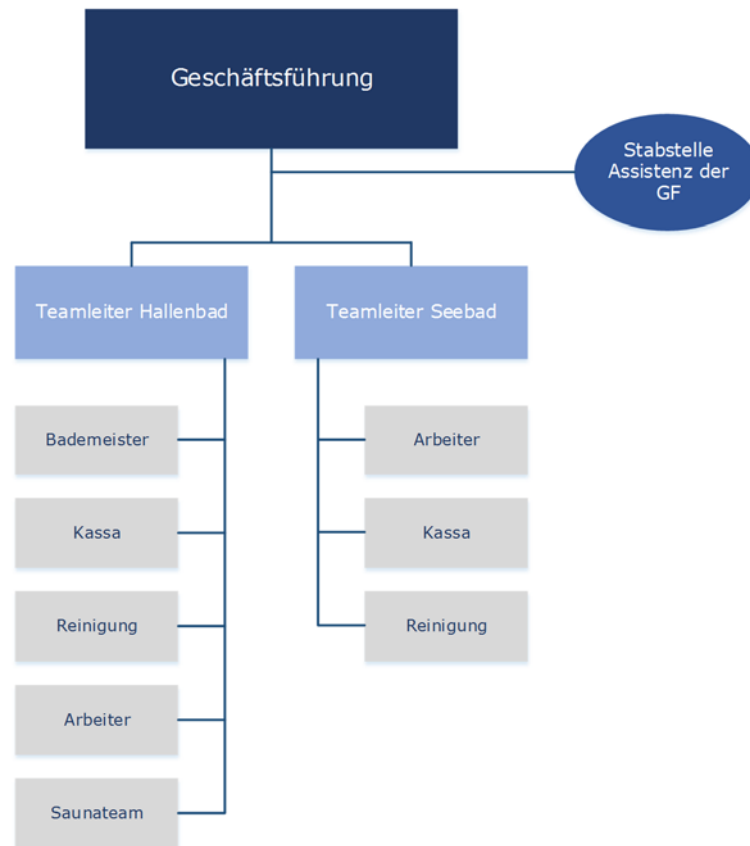 Geschäftsführung
Stabstelle
Assistenz der
GF
Teamleiter Hallenbad
Teamleiter Seebad
Bademeister
Arbeiter
Kassa
Kassa
Reinigung
Reinigung
Arbeiter
Saunateam